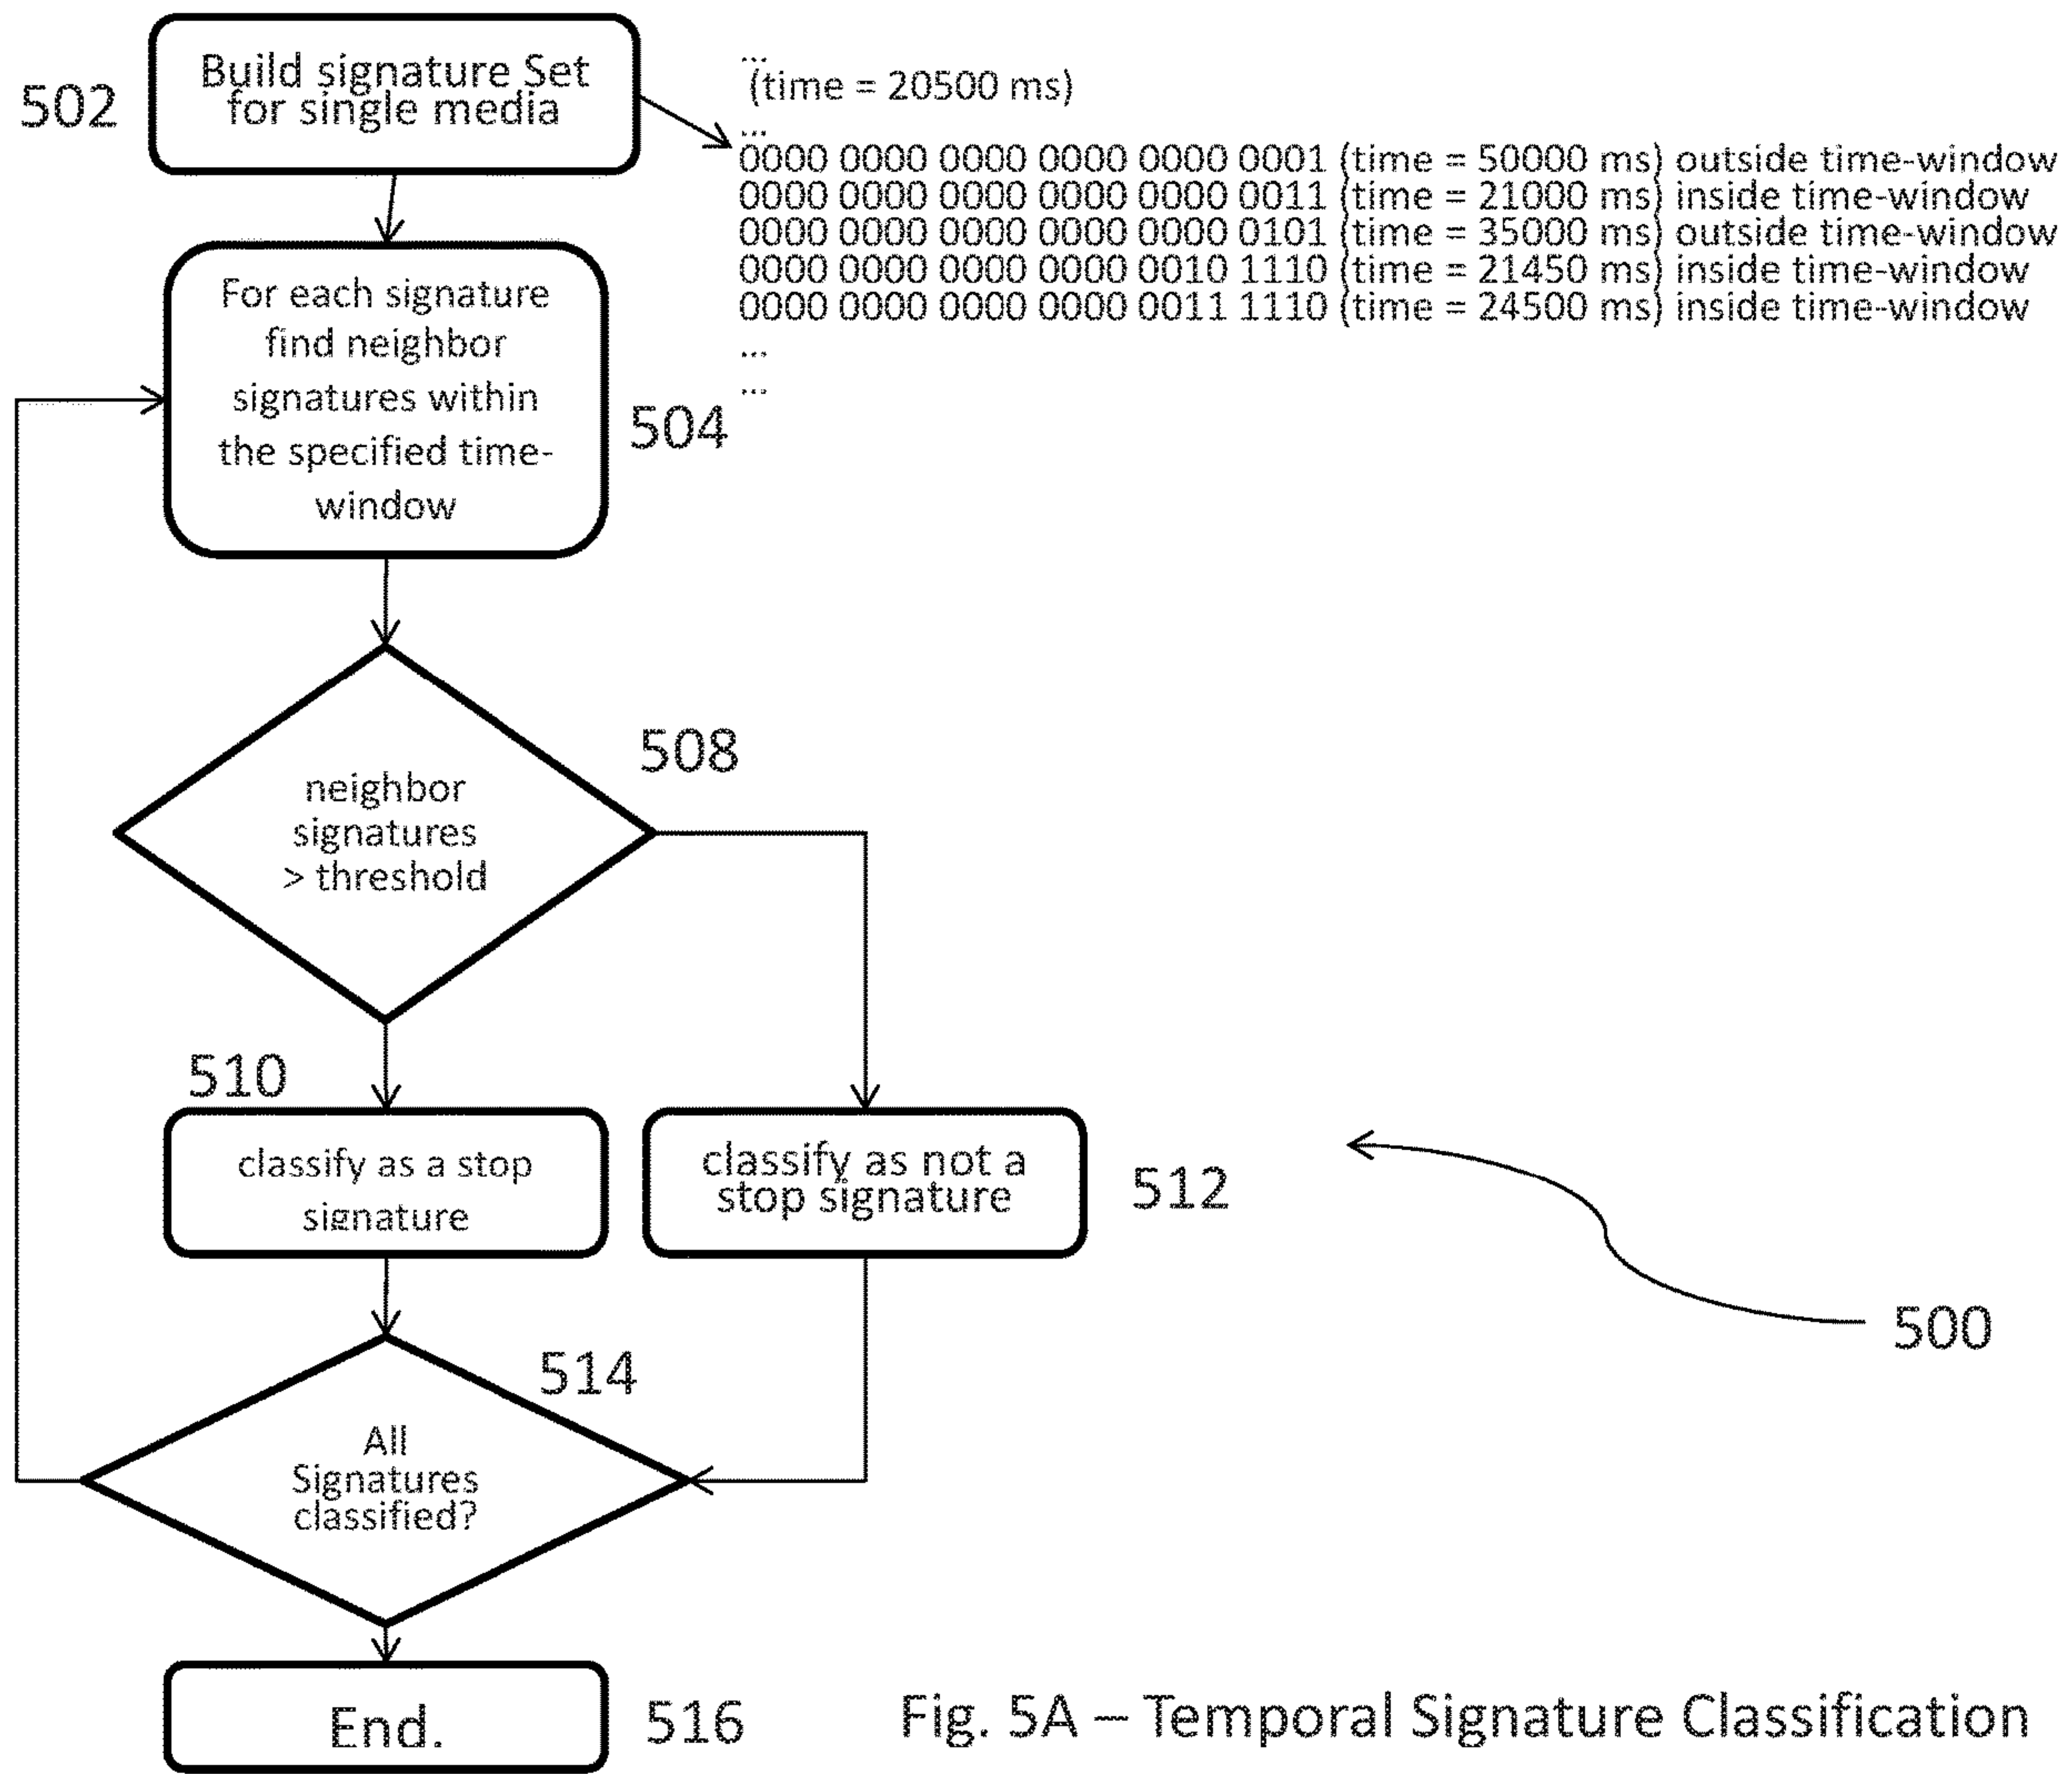 502
Build signature Set
for single media
...
(time = 20500 ms)
...
0000 0000 0000 0000 0000 0001 (time = 50000 ms) outside time-window
0000 0000 0000 0000 0000 0011 (time = 21000 ms) inside time-window
0000 0000 0000 0000 0000 0101 (time = 35000 ms) outside time-window
0000 0000 0000 0000 0010 1110 (time = 21450 ms) inside time-window
0000 0000 0000 0000 0011 1110 (time = 24500 ms) inside time-window
...
...
For each signature
find neighbor
signatures within
the specified time-
window
504
508
neighbor
signatures
> threshold
510
classify as a stop
signature
classify as not a
stop signature
512
500
514
All
Signatures
classified?
End.
516
Fig. 5A – Temporal Signature Classification